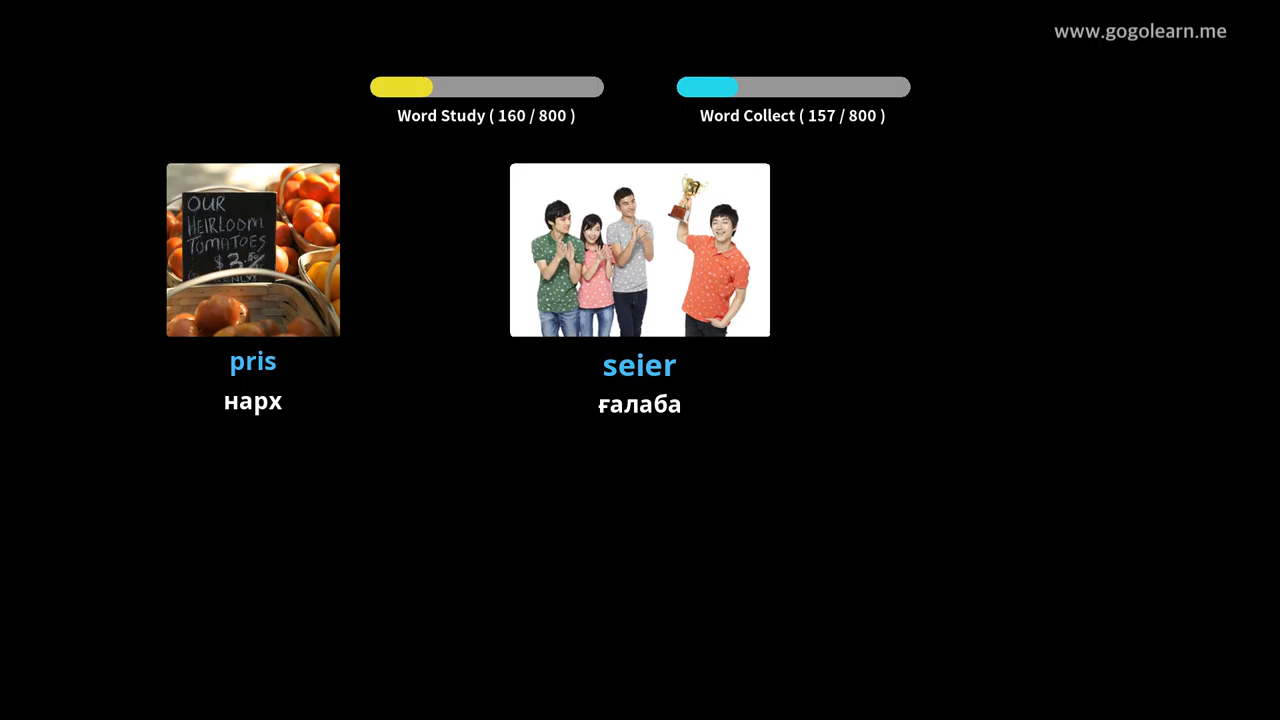 www.gogolearn.me
Word Study ( 160 / 800 )
Word Collect ( 157 / 800 )
OUR
HEIRLOOM
TOMATOES
pris
нарх
seier
ғалаба